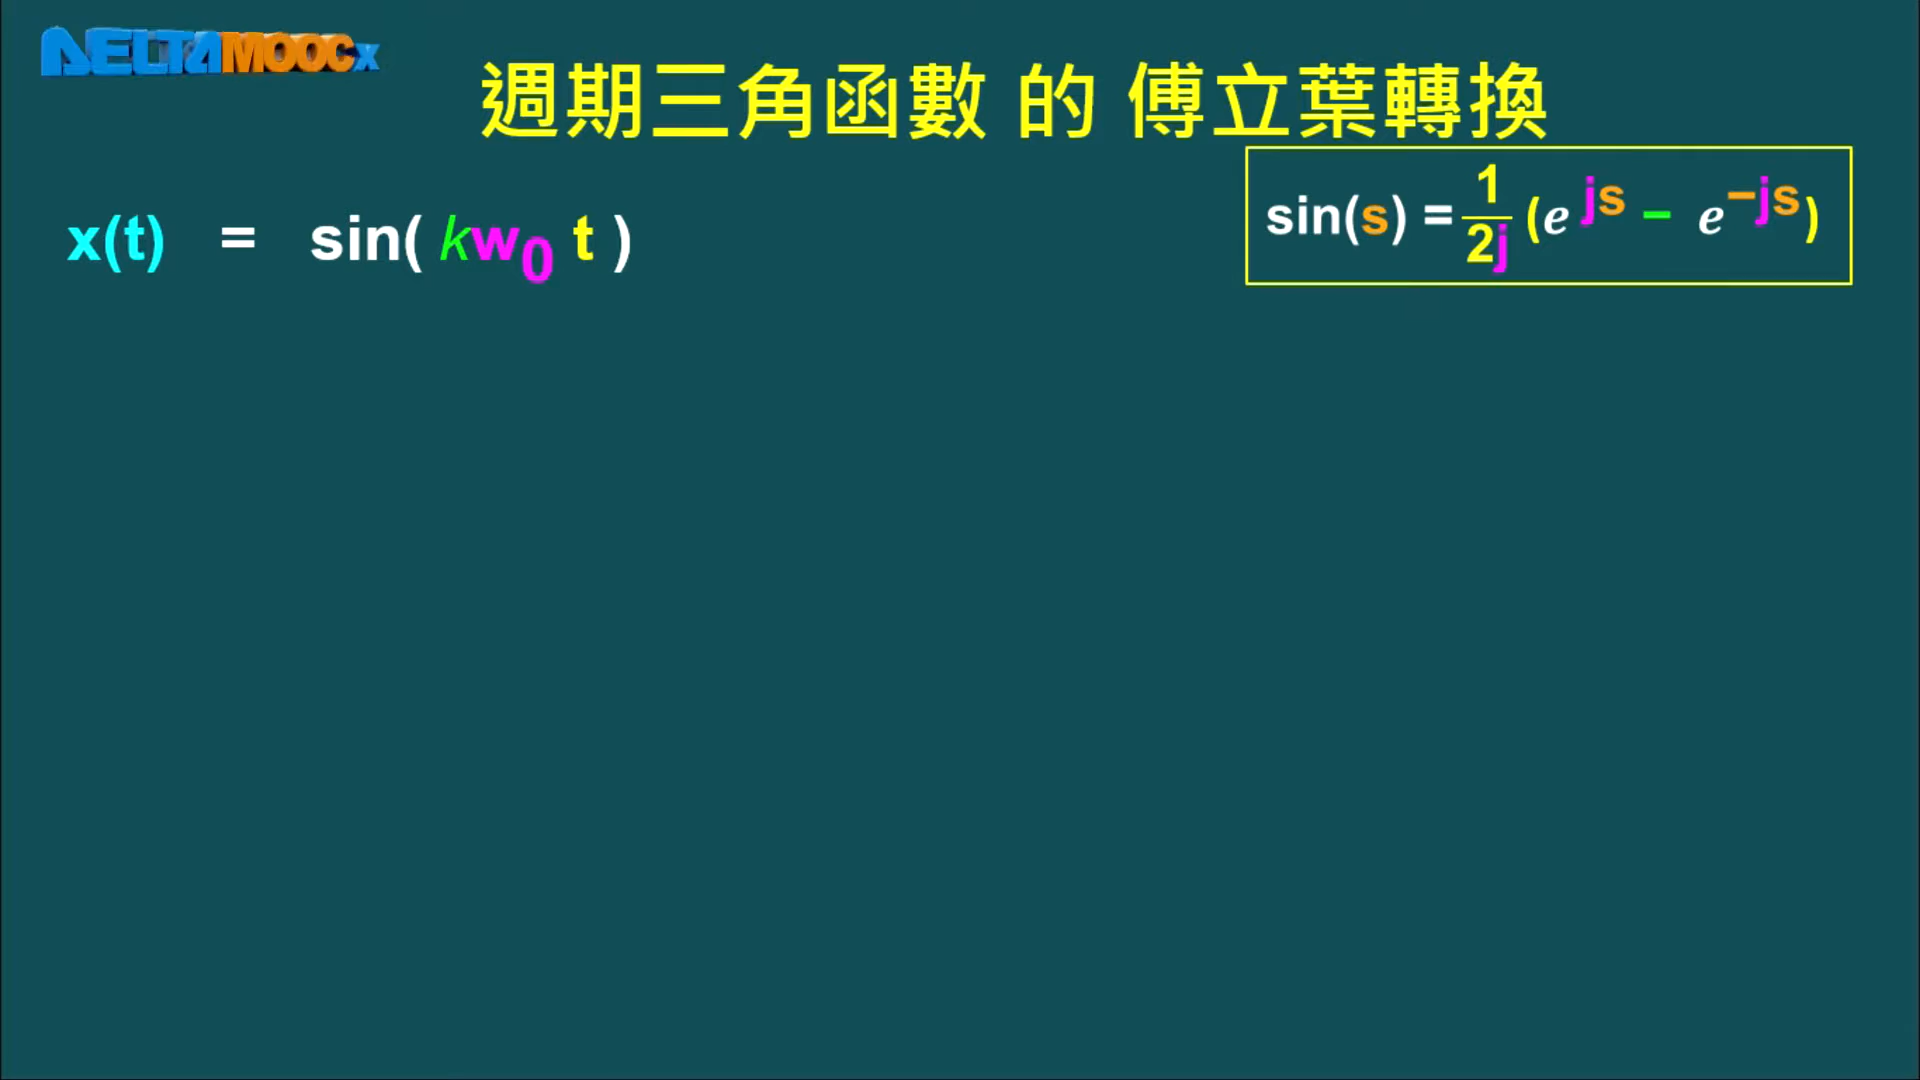 DELTAMOOCx
週期三角函數 的 傅立葉轉換
x(t) = sin( kw₀ t )
sin(s) = 1/2j (e^js − e^−js)